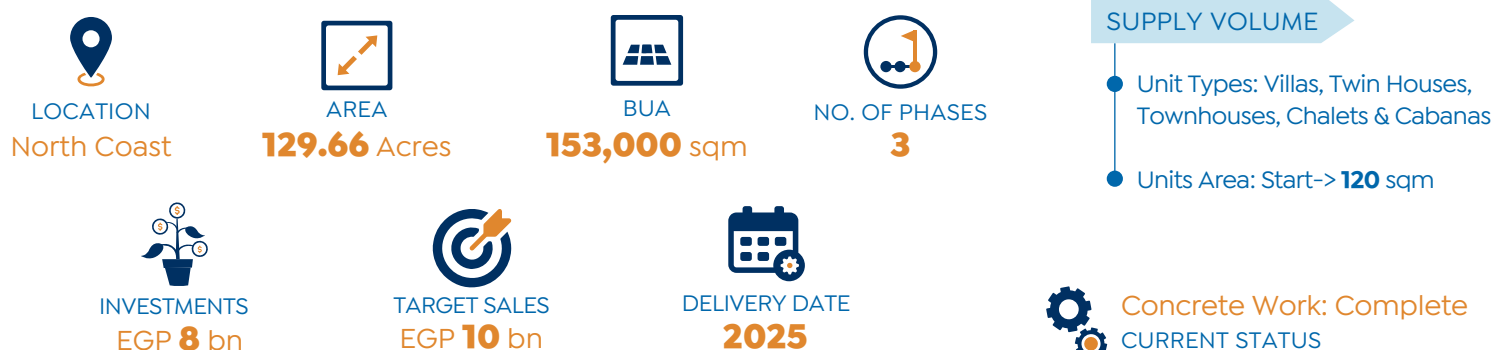 LOCATION
North Coast
AREA
129.66 Acres
BUA
153,000 sqm
NO. OF PHASES
3
SUPPLY VOLUME
Unit Types: Villas, Twin Houses,
Townhouses, Chalets & Cabanas
Units Area: Start-> 120 sqm
INVESTMENTS
EGP 8 bn
TARGET SALES
EGP 10 bn
DELIVERY DATE
2025
Concrete Work: Complete
CURRENT STATUS